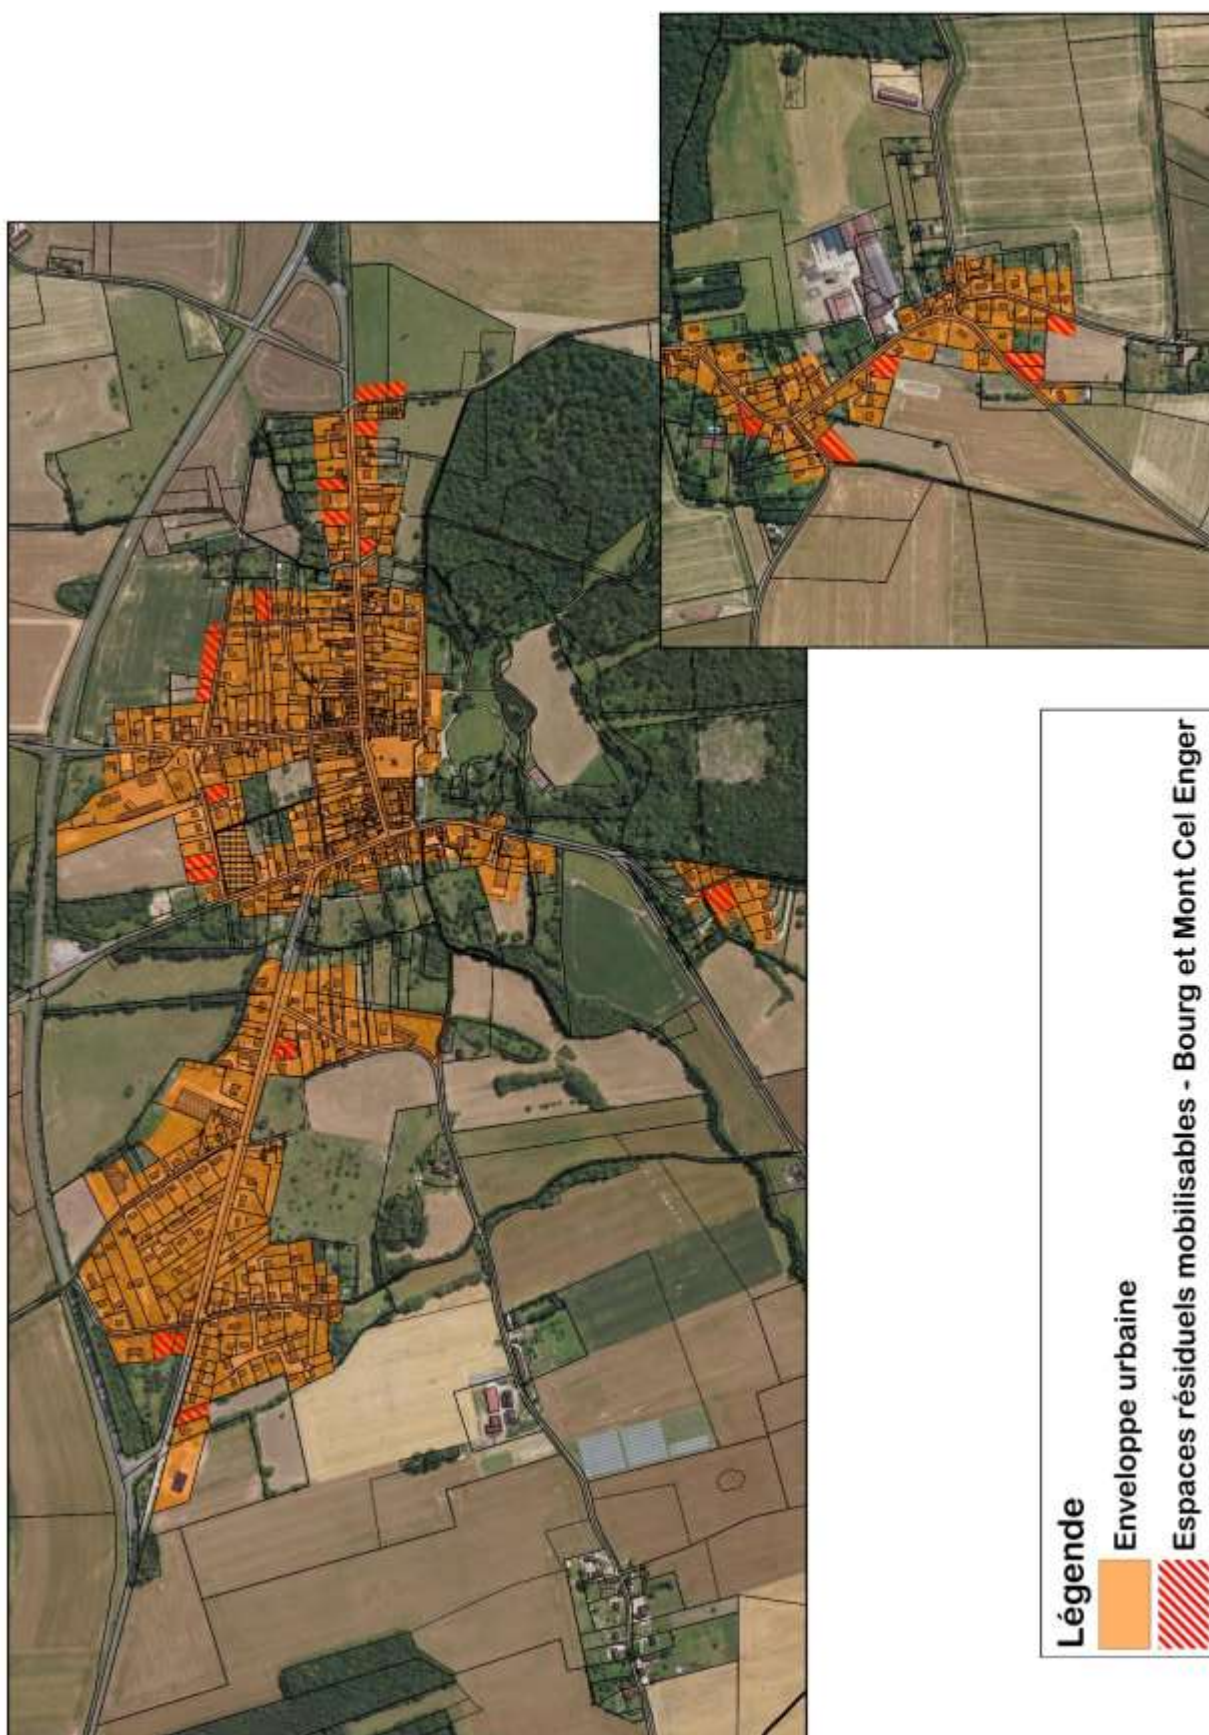 Légende
Enveloppe urbaine
Espaces résiduels mobilisables - Bourg et Mont Cel Enger